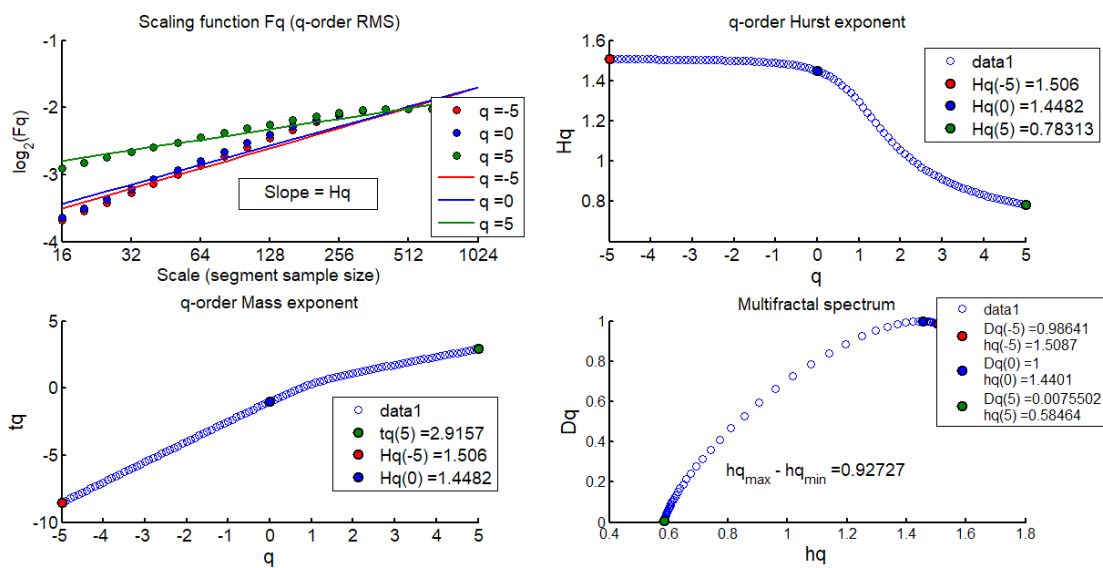 Scaling function Fq (q-order RMS)
-1
-2
-3
-4
log2(Fq)
16
32
64
128
256
512
1024
Scale (segment sample size)
Slope = Hq
q =-5
q =0
q =5
q =-5
q =0
q =5
q-order Hurst exponent
1.6
1.4
1.2
1
0.8
Hq
-5 -4 -3 -2 -1 0 1 2 3 4 5
q
data1
Hq(-5) =1.506
Hq(0) =1.4482
Hq(5) =0.78313
q-order Mass exponent
5
0
-5
-10
tq
-5 -4 -3 -2 -1 0 1 2 3 4 5
q
data1
tq(5) =2.9157
Hq(-5) =1.506
Hq(0) =1.4482
Multifractal spectrum
1
0.8
0.6
0.4
0.2
0
Dq
0.4 0.6 0.8 1 1.2 1.4 1.6 1.8
hq
hqmax - hqmin =0.92727
data1
Dq(-5) =0.98641
hq(-5) =1.5087
Dq(0) =1
hq(0) =1.4401
Dq(5) =0.0075502
hq(5) =0.58464